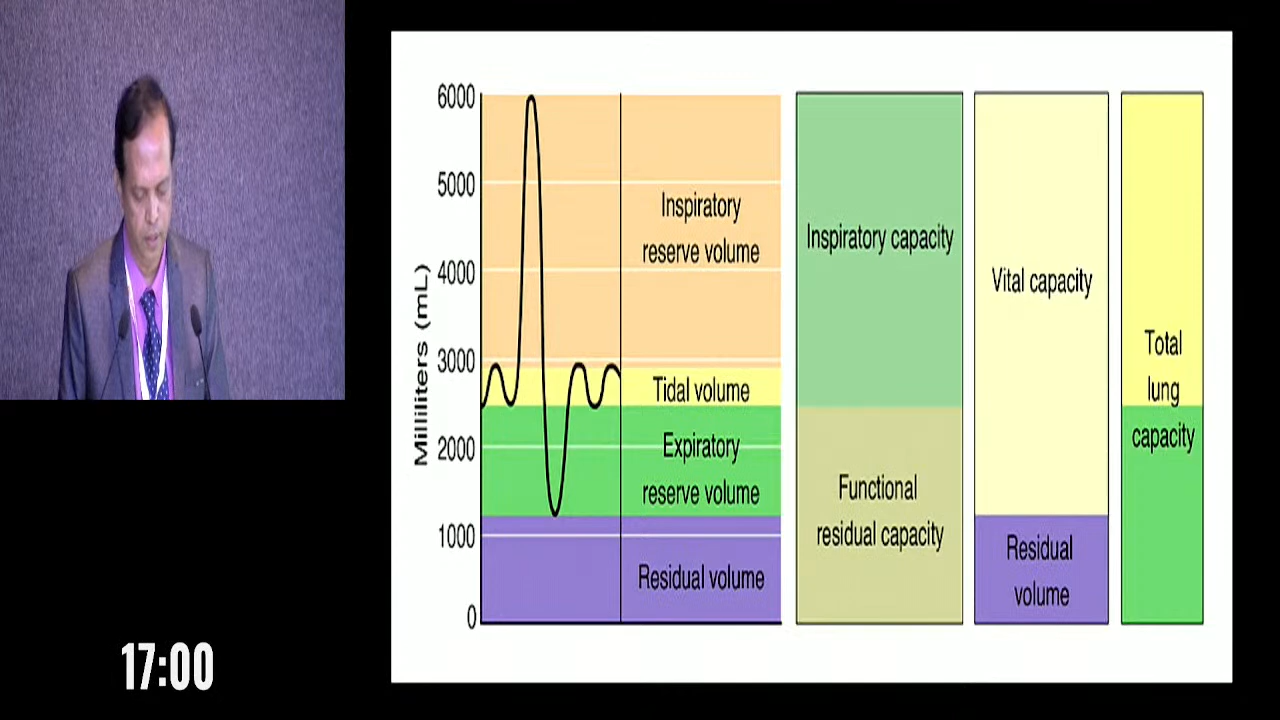 6000
5000
4000
3000
2000
1000
0
Milliliters (mL)
Inspiratory
reserve volume
Tidal volume
Expiratory
reserve volume
Residual volume
Inspiratory capacity
Functional
residual capacity
Vital capacity
Residual
volume
Total
lung
capacity
17:00